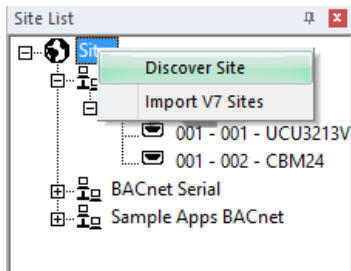 Site List
Site
Discover Site
Import V7 Sites
001 - 001 - UCU3213V
001 - 002 - CBM24
BACnet Serial
Sample Apps BACnet